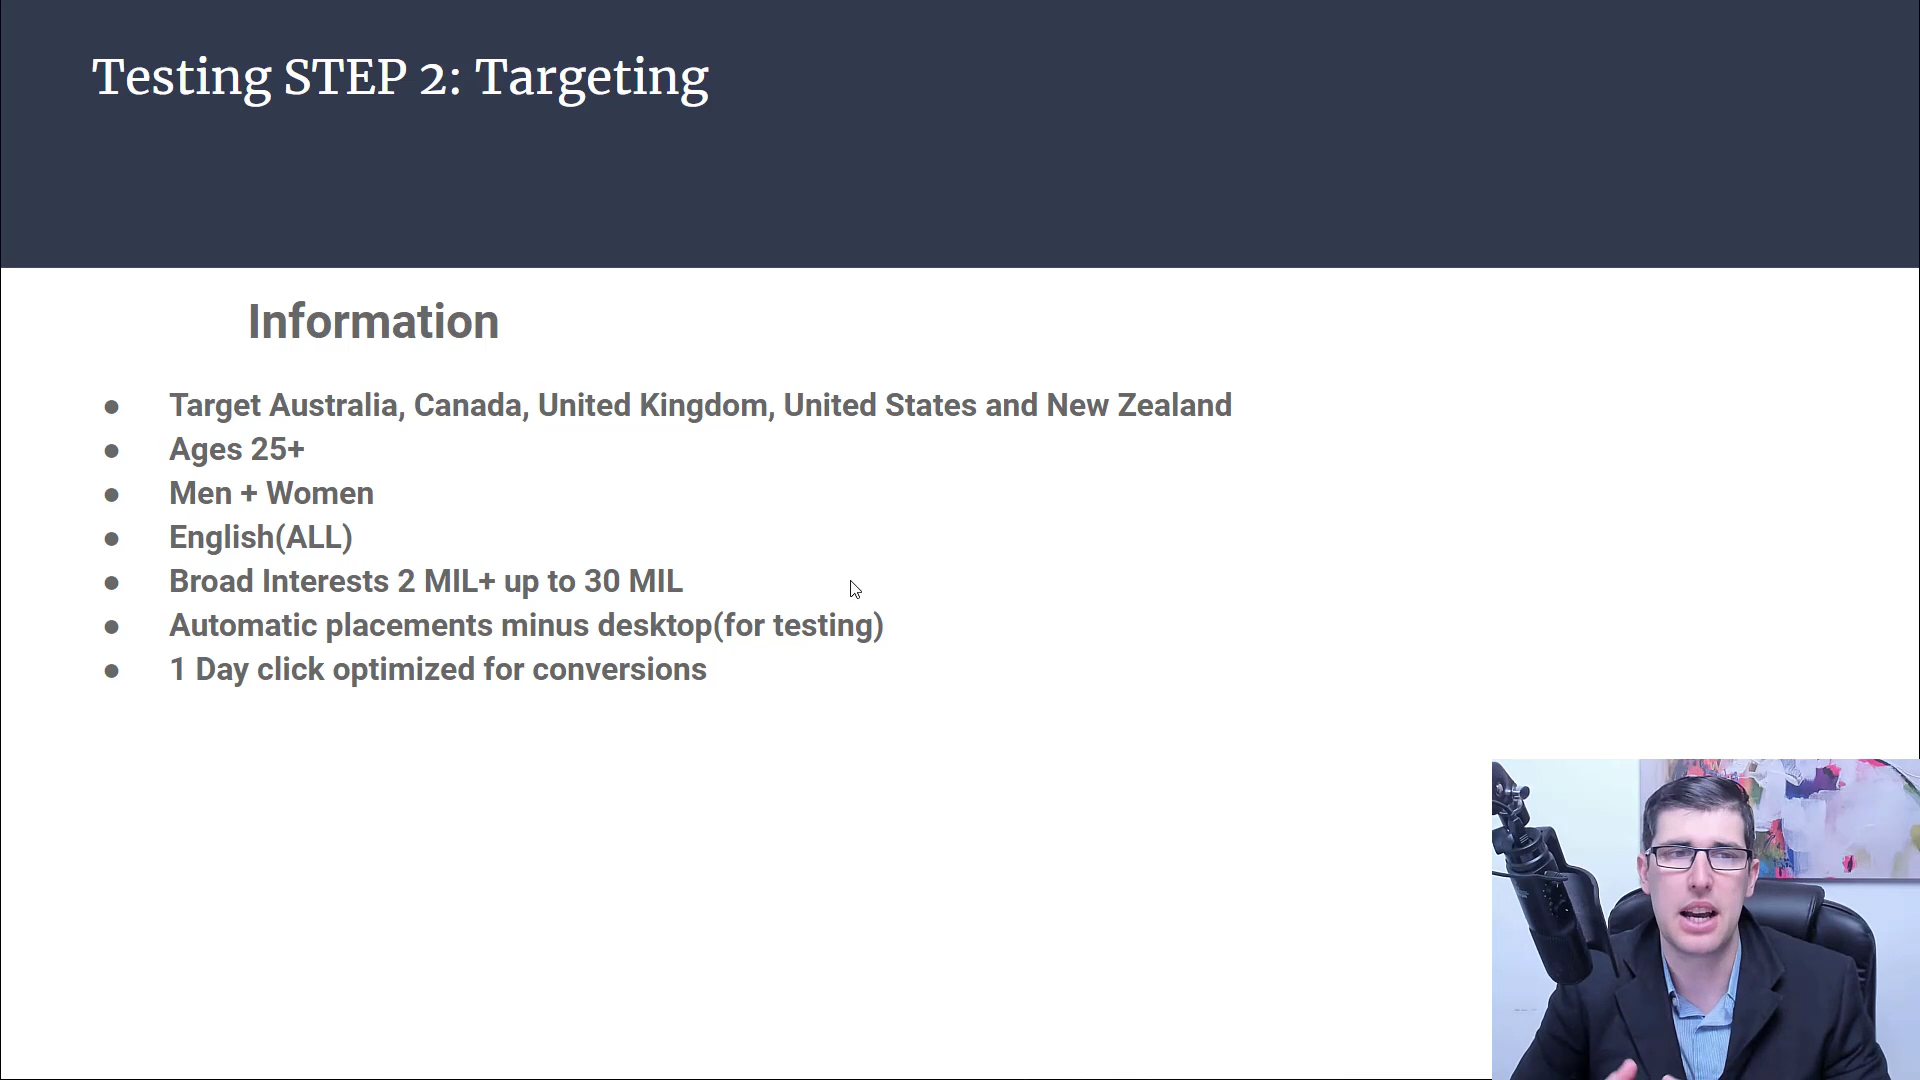 Testing STEP 2: Targeting
Information
● Target Australia, Canada, United Kingdom, United States and New Zealand
● Ages 25+
● Men + Women
● English(ALL)
● Broad Interests 2 MIL+ up to 30 MIL
● Automatic placements minus desktop(for testing)
● 1 Day click optimized for conversions